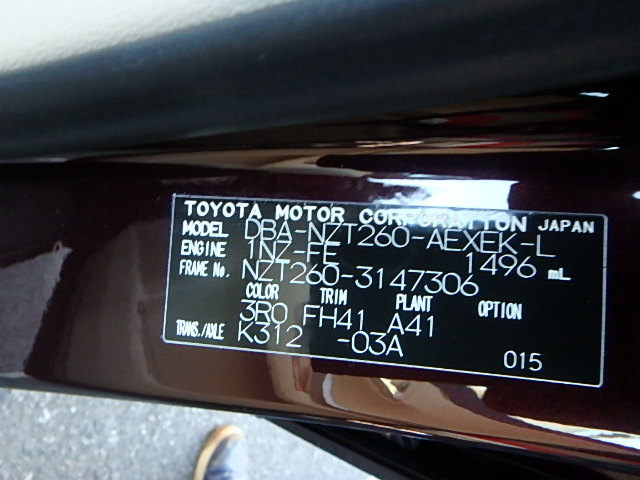 TOYOTA MOTOR CORPORATION JAPAN
MODEL DBA-NZT260-AEXEK-L
ENGINE 1NZ-FE 1496 mL
FRAME No. NZT260-3147306
COLOR TRIM PLANT OPTION
3R0 FH41 A41
TRANS./AXLE K312 -03A
015